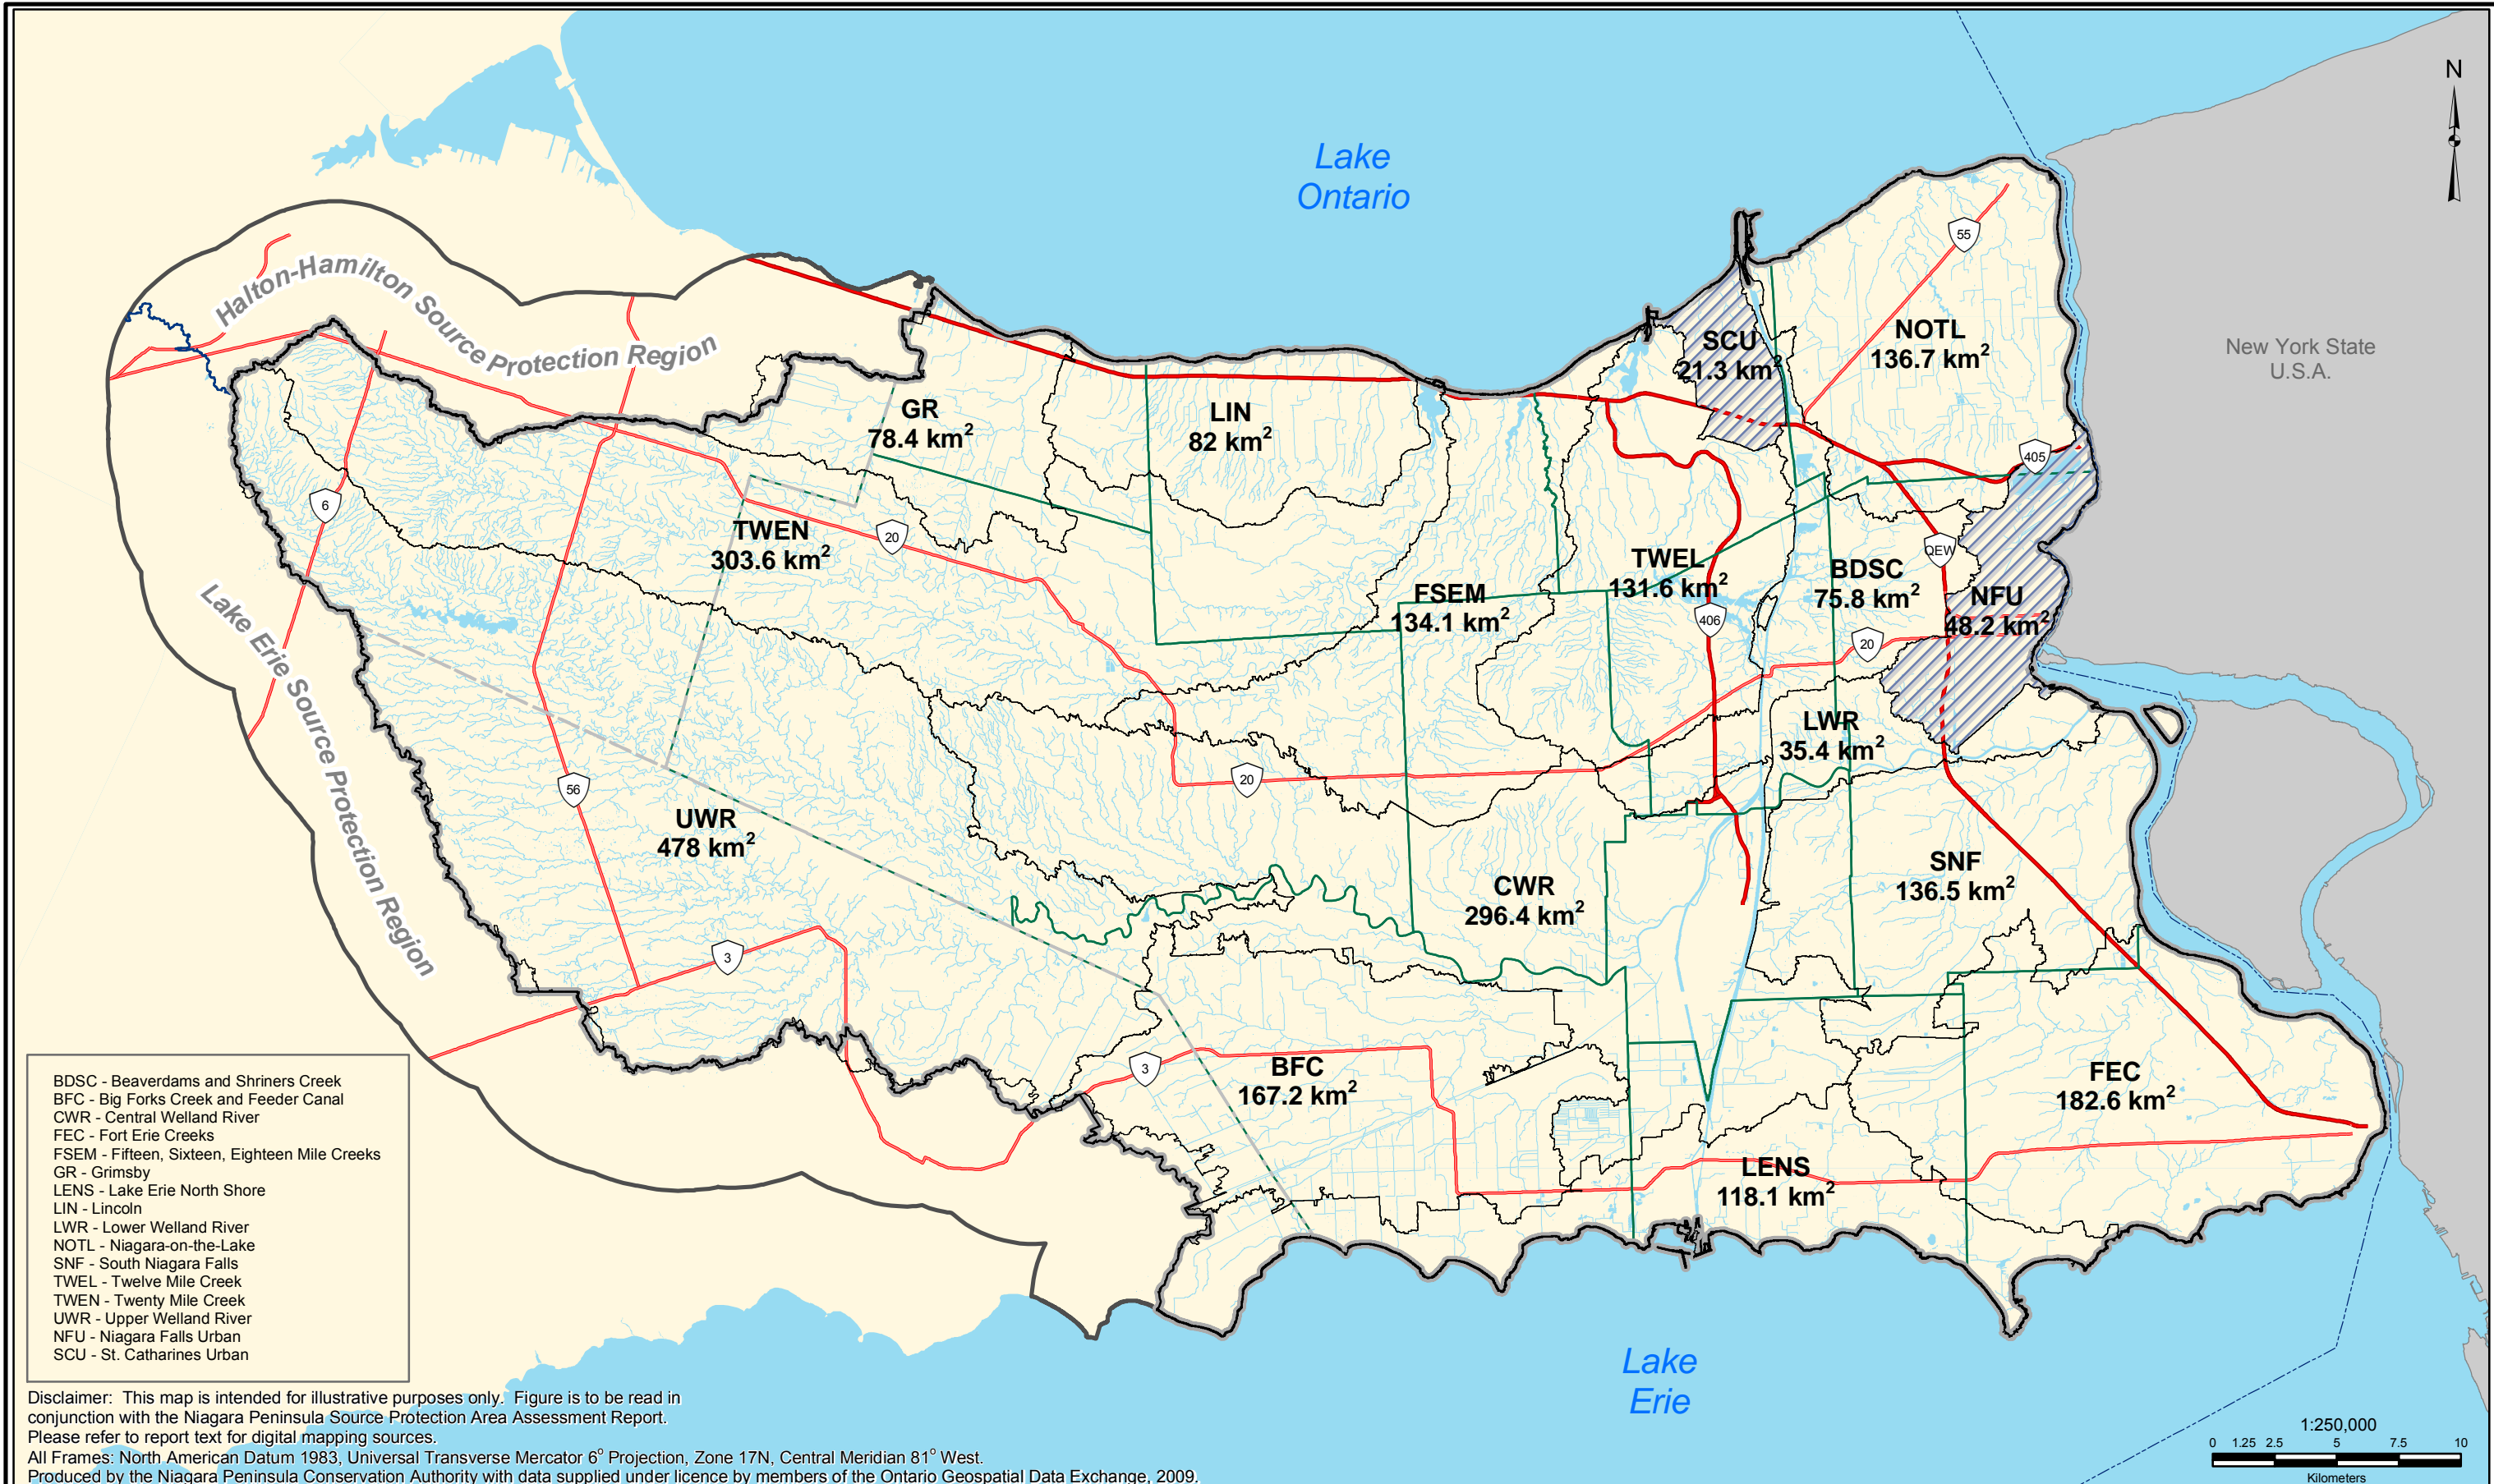 N
Lake
Ontario
New York State
U.S.A.
Halton-Hamilton Source Protection Region
Lake Erie Source Protection Region
55
NOTL
136.7 km²
SCU
21.3 km²
GR
78.4 km²
LIN
82 km²
405
6
TWEN
303.6 km²
20
QEW
TWEL
131.6 km²
BDSC
75.8 km²
FSEM
134.1 km²
NFU
48.2 km²
406
20
LWR
35.4 km²
20
56
UWR
478 km²
SNF
136.5 km²
CWR
296.4 km²
3
3
BFC
167.2 km²
FEC
182.6 km²
LENS
118.1 km²
BDSC - Beaverdams and Shriners Creek
BFC - Big Forks Creek and Feeder Canal
CWR - Central Welland River
FEC - Fort Erie Creeks
FSEM - Fifteen, Sixteen, Eighteen Mile Creeks
GR - Grimsby
LENS - Lake Erie North Shore
LIN - Lincoln
LWR - Lower Welland River
NOTL - Niagara-on-the-Lake
SNF - South Niagara Falls
TWEL - Twelve Mile Creek
TWEN - Twenty Mile Creek
UWR - Upper Welland River
NFU - Niagara Falls Urban
SCU - St. Catharines Urban
Lake
Erie
Disclaimer: This map is intended for illustrative purposes only. Figure is to be read in
conjunction with the Niagara Peninsula Source Protection Area Assessment Report.
Please refer to report text for digital mapping sources.
All Frames: North American Datum 1983, Universal Transverse Mercator 6° Projection, Zone 17N, Central Meridian 81° West.
Produced by the Niagara Peninsula Conservation Authority with data supplied under licence by members of the Ontario Geospatial Data Exchange, 2009.
1:250,000
0 1.25 2.5 5 7.5 10
Kilometers